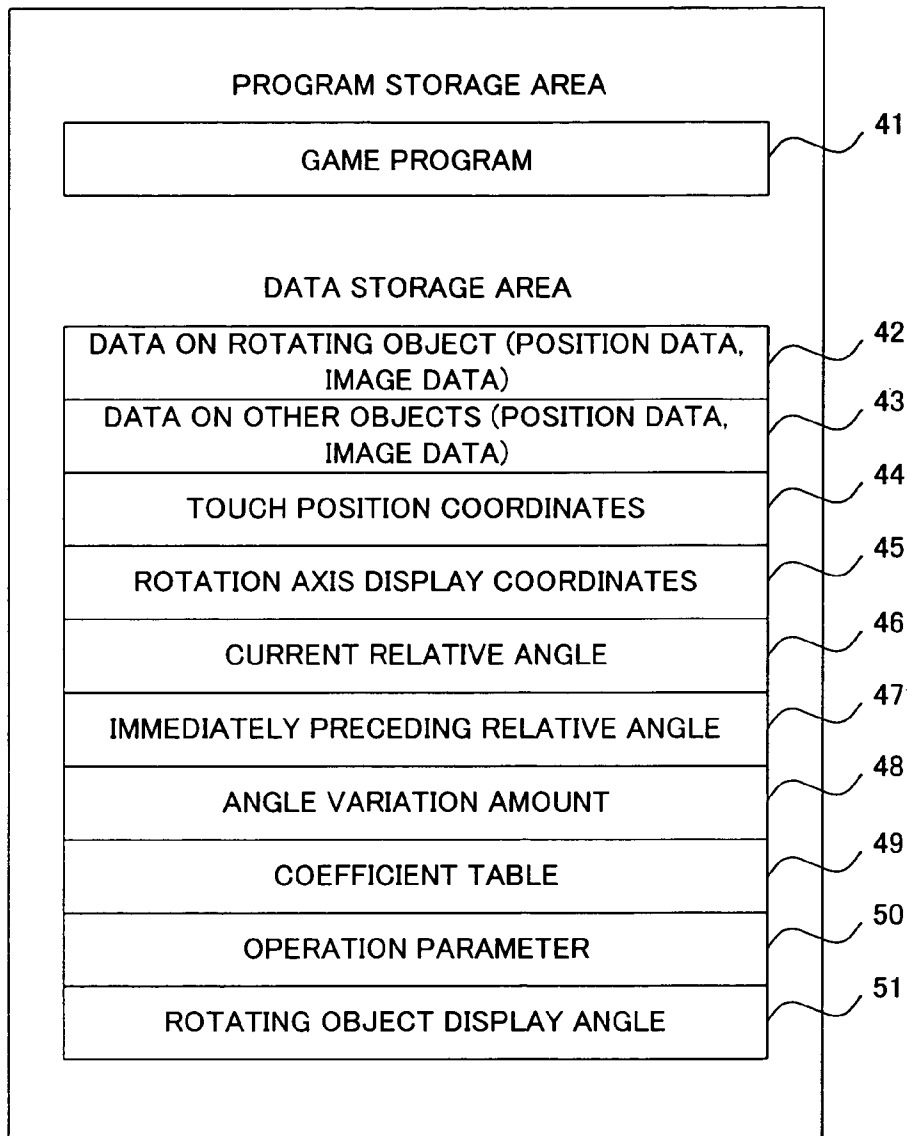 PROGRAM STORAGE AREA
GAME PROGRAM
41
DATA STORAGE AREA
DATA ON ROTATING OBJECT (POSITION DATA,
IMAGE DATA)
42
DATA ON OTHER OBJECTS (POSITION DATA,
IMAGE DATA)
43
TOUCH POSITION COORDINATES
44
ROTATION AXIS DISPLAY COORDINATES
45
CURRENT RELATIVE ANGLE
46
IMMEDIATELY PRECEDING RELATIVE ANGLE
47
ANGLE VARIATION AMOUNT
48
COEFFICIENT TABLE
49
OPERATION PARAMETER
50
ROTATING OBJECT DISPLAY ANGLE
51